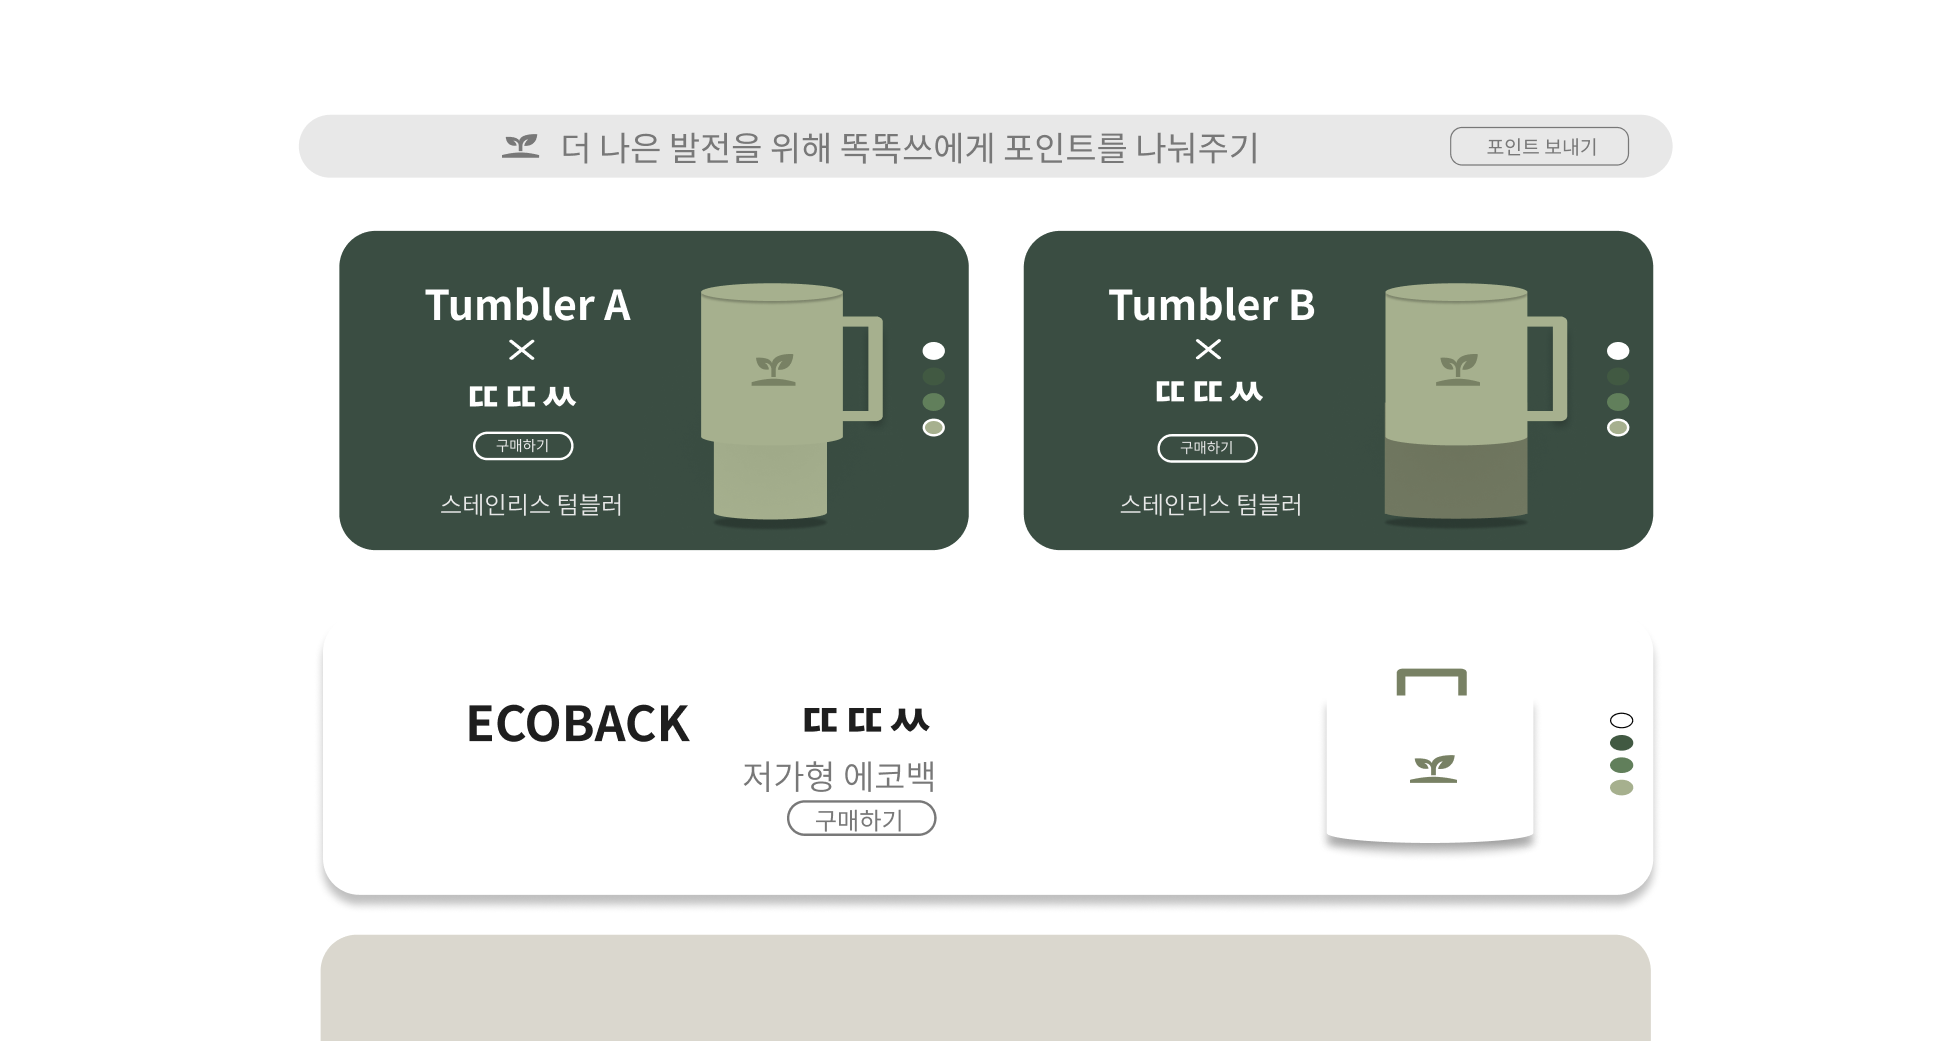 더 나은 발전을 위해 똑똑쓰에게 포인트를 나눠주기
포인트 보내기
Tumbler A
ㄸㄸㅆ
구매하기
스테인리스 텀블러
Tumbler B
ㄸㄸㅆ
구매하기
스테인리스 텀블러
ECOBACK
ㄸㄸㅆ
저가형 에코백
구매하기